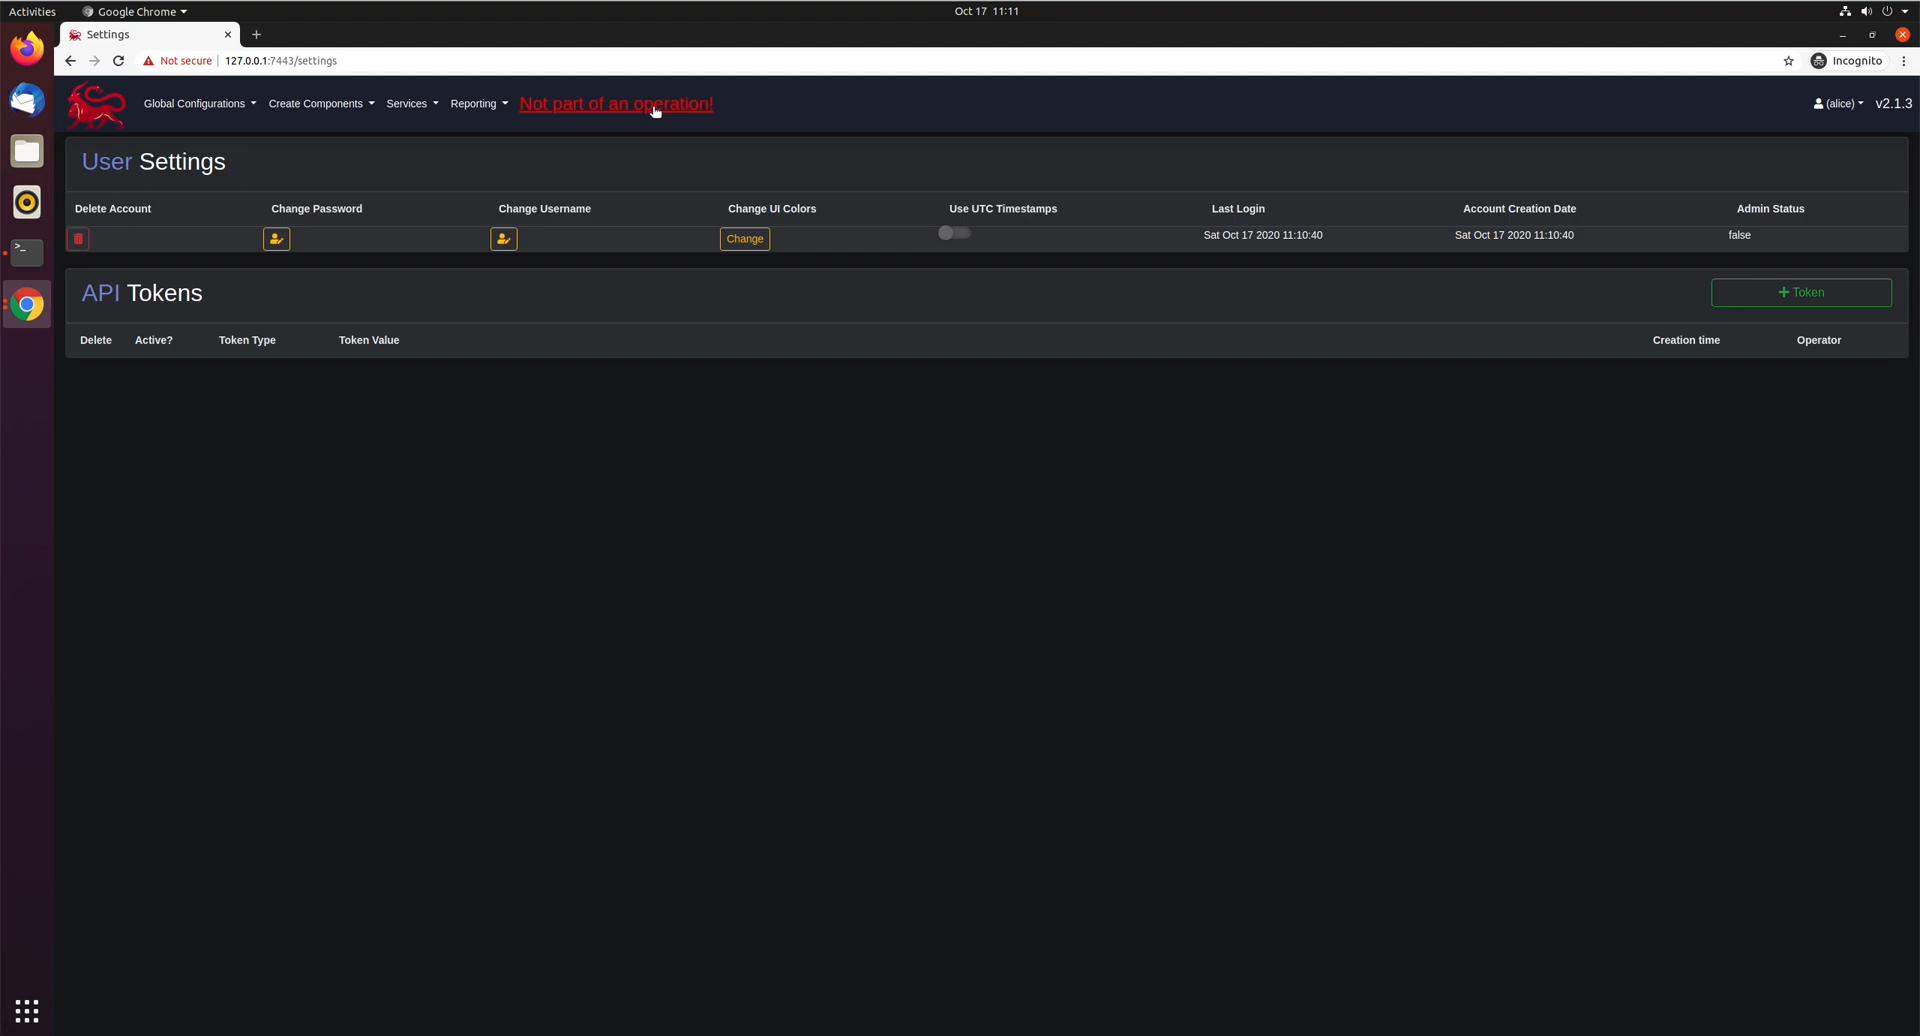 Activities Google Chrome Oct 17 11:11
Settings
Not secure 127.0.0.1:7443/settings Incognito
Global Configurations Create Components Services Reporting Not part of an operation! (alice) v2.1.3
User Settings
Delete Account Change Password Change Username Change UI Colors Use UTC Timestamps Last Login Account Creation Date Admin Status
Change Sat Oct 17 2020 11:10:40 Sat Oct 17 2020 11:10:40 false
API Tokens + Token
Delete Active? Token Type Token Value Creation time Operator